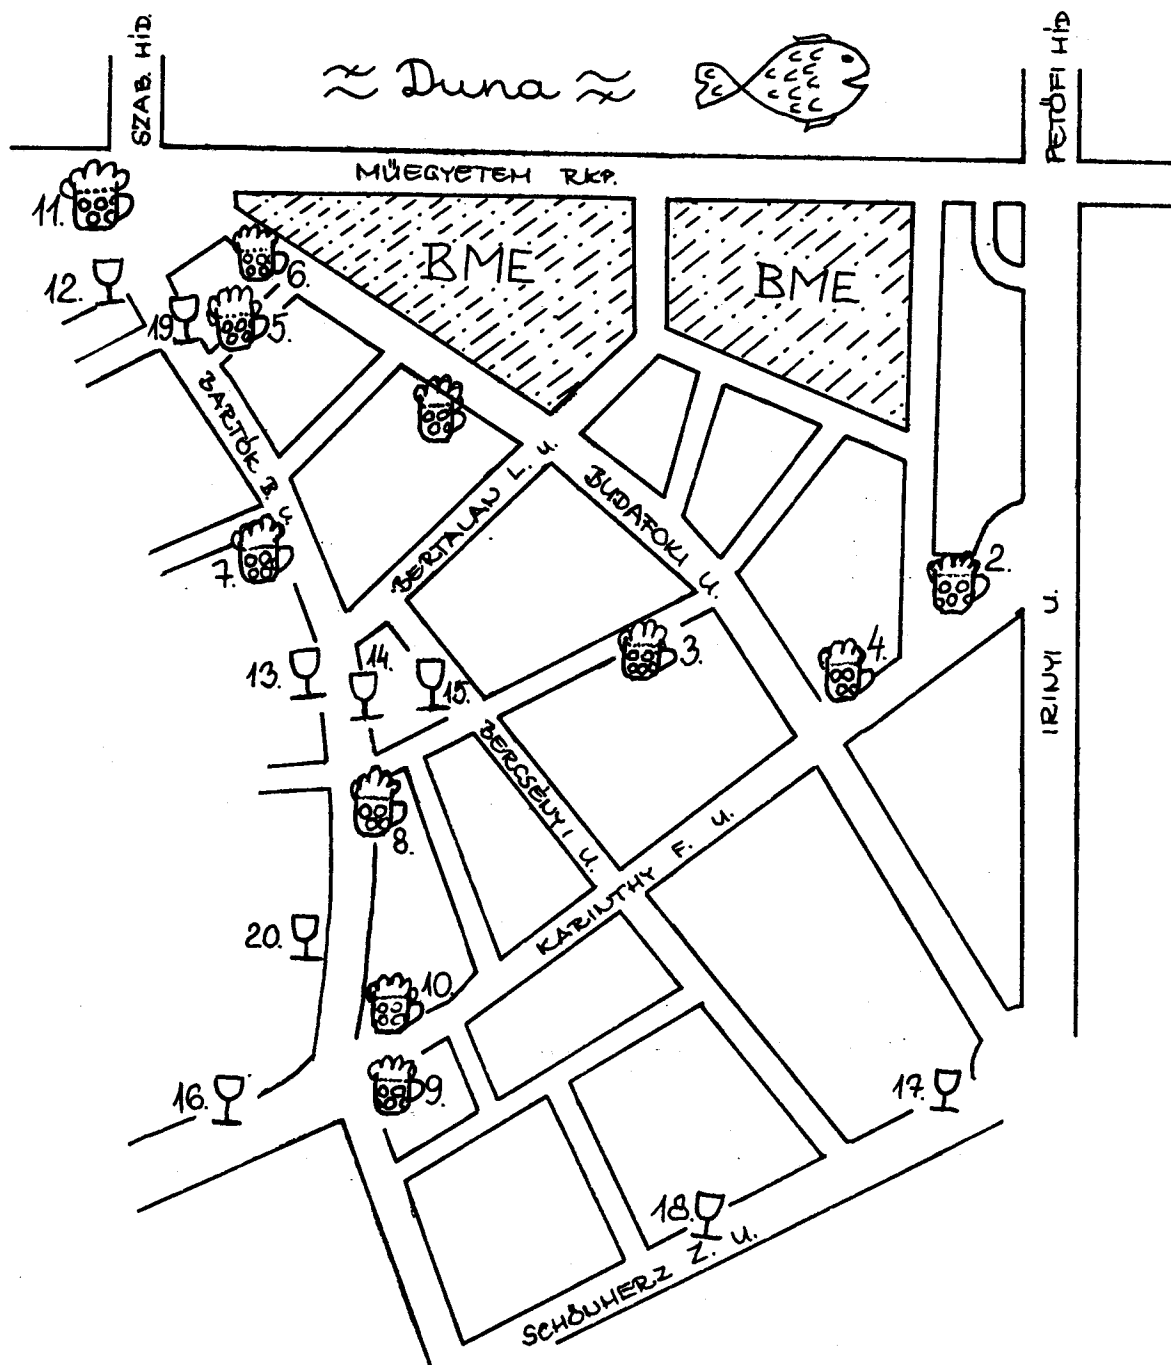 SZAB. HÍD.
Duna
PETŐFI HÍD
MŰEGYETEM RKP.
11.
BME
BME
6.
12.
19
5.
BARTÓK B.
BERTALAN L. U.
BUDAFOKI U.
7.
2.
3.
4.
13.
14.
15.
IRINYI U.
BERCSÉNYI U.
8.
KARINTHY F. U.
20.
10.
9.
16.
17.
18.
SCHÖNHERZ Z. U.